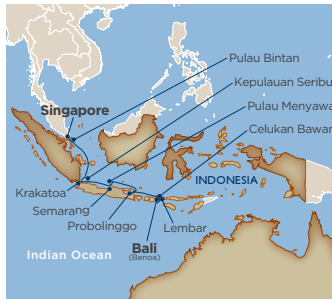 Pulau Bintan
Kepulauan Seribu
Singapore
Pulau Menyawa
Celukan Bawan
INDONESIA
Krakatoa
Semarang
Probolinggo
Lembar
Bali
(Benoa)
Indian Ocean